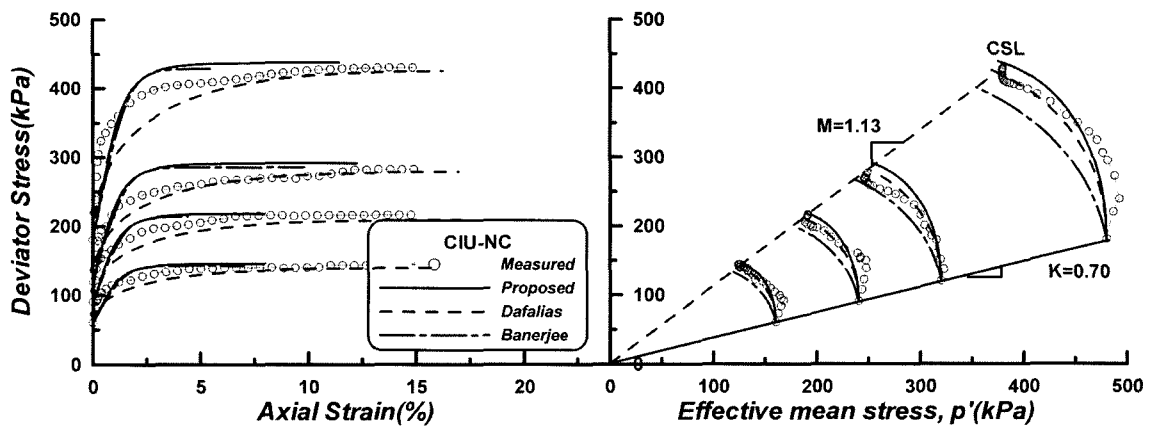 500
400
300
200
100
0
Deviator Stress(kPa)
0
5
10
15
20
Axial Strain(%)
CIU-NC
Measured
Proposed
Dafalias
Banerjee
500
400
300
200
100
0
CSL
M=1.13
K=0.70
0
100
200
300
400
500
Effective mean stress, p'(kPa)